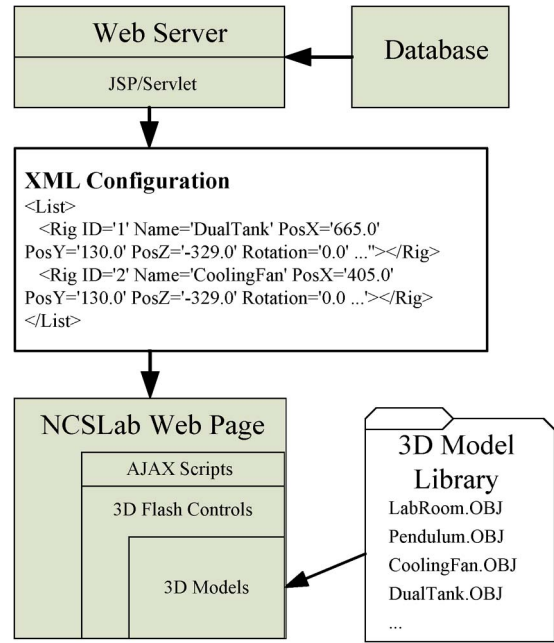 Web Server
JSP/Servlet
Database
XML Configuration
<List>
<Rig ID='1' Name='DualTank' PosX='665.0'
PosY='130.0' PosZ='-329.0' Rotation='0.0' ..."></Rig>
<Rig ID='2' Name='CoolingFan' PosX='405.0'
PosY='130.0' PosZ='-329.0' Rotation='0.0 ...'></Rig>
</List>
NCSLab Web Page
AJAX Scripts
3D Flash Controls
3D Models
3D Model
Library
LabRoom.OBJ
Pendulum.OBJ
CoolingFan.OBJ
DualTank.OBJ
...